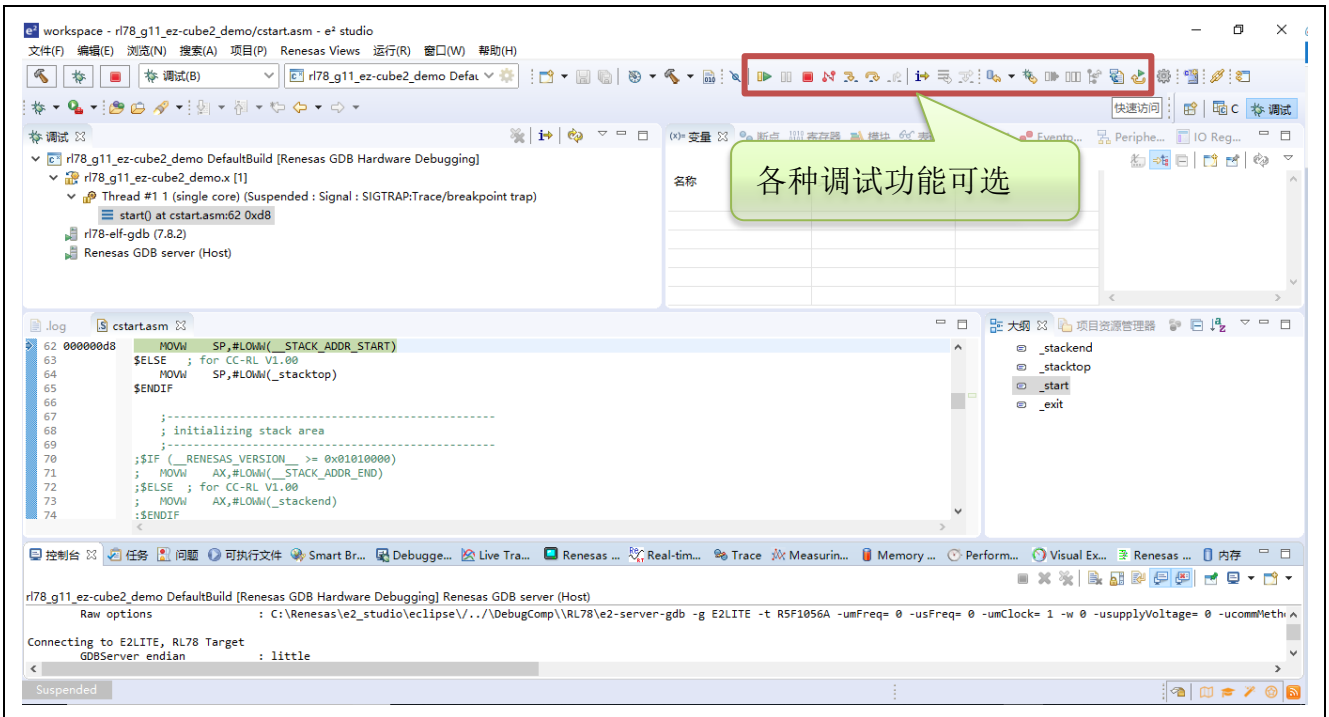 workspace - rl78_g11_ez-cube2_demo/cstart.asm - e² studio
文件(F) 编辑(E) 浏览(N) 搜索(A) 项目(P) Renesas Views 运行(R) 窗口(W) 帮助(H)
调试(B) rl78_g11_ez-cube2_demo Defau
快速访问 C 调试
调试
rl78_g11_ez-cube2_demo DefaultBuild [Renesas GDB Hardware Debugging]
rl78_g11_ez-cube2_demo.x [1]
Thread #1 1 (single core) (Suspended : Signal : SIGTRAP:Trace/breakpoint trap)
start() at cstart.asm:62 0xd8
rl78-elf-gdb (7.8.2)
Renesas GDB server (Host)
(x)= 变量 断点 寄存器 模块 Eventp... Periphe... IO Reg...
名称
各种调试功能可选
.log cstart.asm
62 000000d8 MOVW SP,#LOWW(__STACK_ADDR_START)
63 $ELSE ; for CC-RL V1.00
64 MOVW SP,#LOWW(_stacktop)
65 $ENDIF
66
67 ;--------------------------------------------------
68 ; initializing stack area
69 ;--------------------------------------------------
70 ;$IF (__RENESAS_VERSION__ >= 0x01010000)
71 ; MOVW AX,#LOWW(__STACK_ADDR_END)
72 ;$ELSE ; for CC-RL V1.00
73 ; MOVW AX,#LOWW(_stackend)
74 ;$ENDIF
大纲 项目资源管理器
_stackend
_stacktop
_start
_exit
控制台 任务 问题 可执行文件 Smart Br... Debugge... Live Tra... Renesas ... Real-tim... Trace Measurin... Memory ... Perform... Visual Ex... Renesas ... 内存
rl78_g11_ez-cube2_demo DefaultBuild [Renesas GDB Hardware Debugging] Renesas GDB server (Host)
Raw options : C:\Renesas\e2_studio\eclipse\/../\DebugComp\\RL78\e2-server-gdb -g E2LITE -t R5F1056A -umFreq= 0 -usFreq= 0 -umClock= 1 -w 0 -usupplyVoltage= 0 -ucommMeth
Connecting to E2LITE, RL78 Target
GDBServer endian : little
Suspended